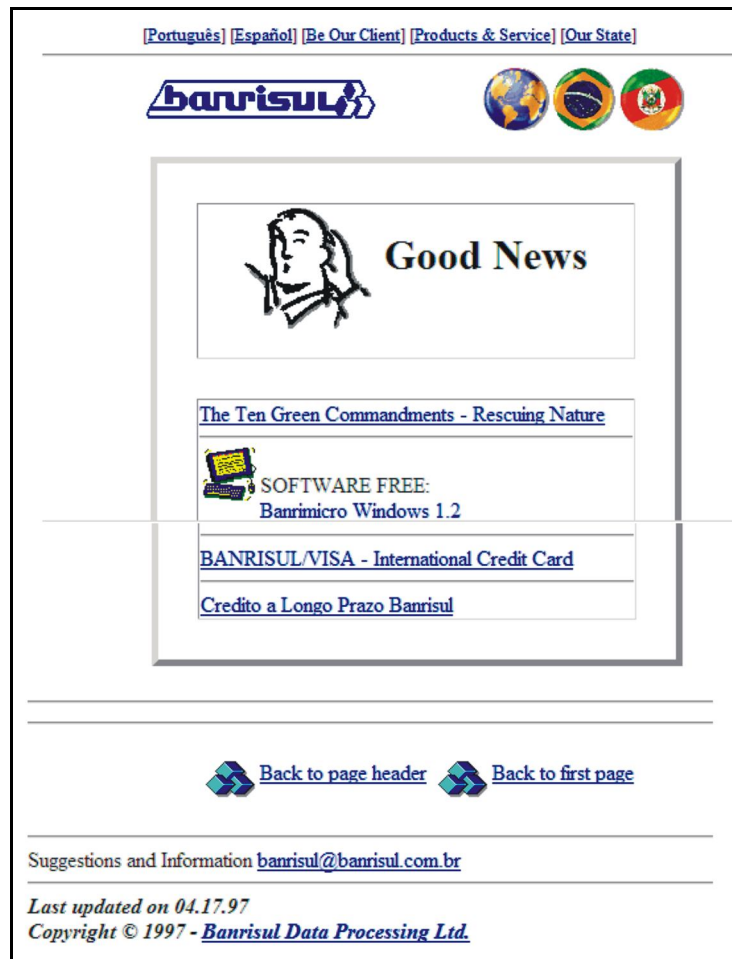 [Português] [Español] [Be Our Client] [Products & Service] [Our State]
banrisul
Good News
The Ten Green Commandments - Rescuing Nature
SOFTWARE FREE:
Banrimicro Windows 1.2
BANRISUL/VISA - International Credit Card
Credito a Longo Prazo Banrisul
Back to page header Back to first page
Suggestions and Information banrisul@banrisul.com.br
Last updated on 04.17.97
Copyright © 1997 - Banrisul Data Processing Ltd.